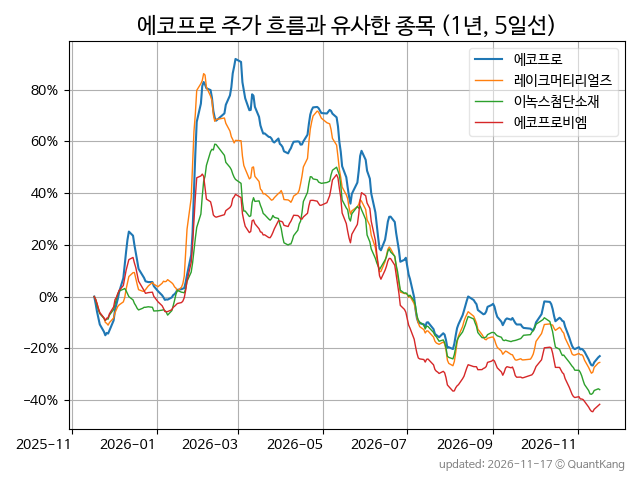 에코프로 주가 흐름과 유사한 종목 (1년, 5일선)
에코프로
레이크머티리얼즈
이녹스첨단소재
에코프로비엠
80%
60%
40%
20%
0%
−20%
−40%
2025-11
2026-01
2026-03
2026-05
2026-07
2026-09
2026-11
updated: 2026-11-17 © QuantKang